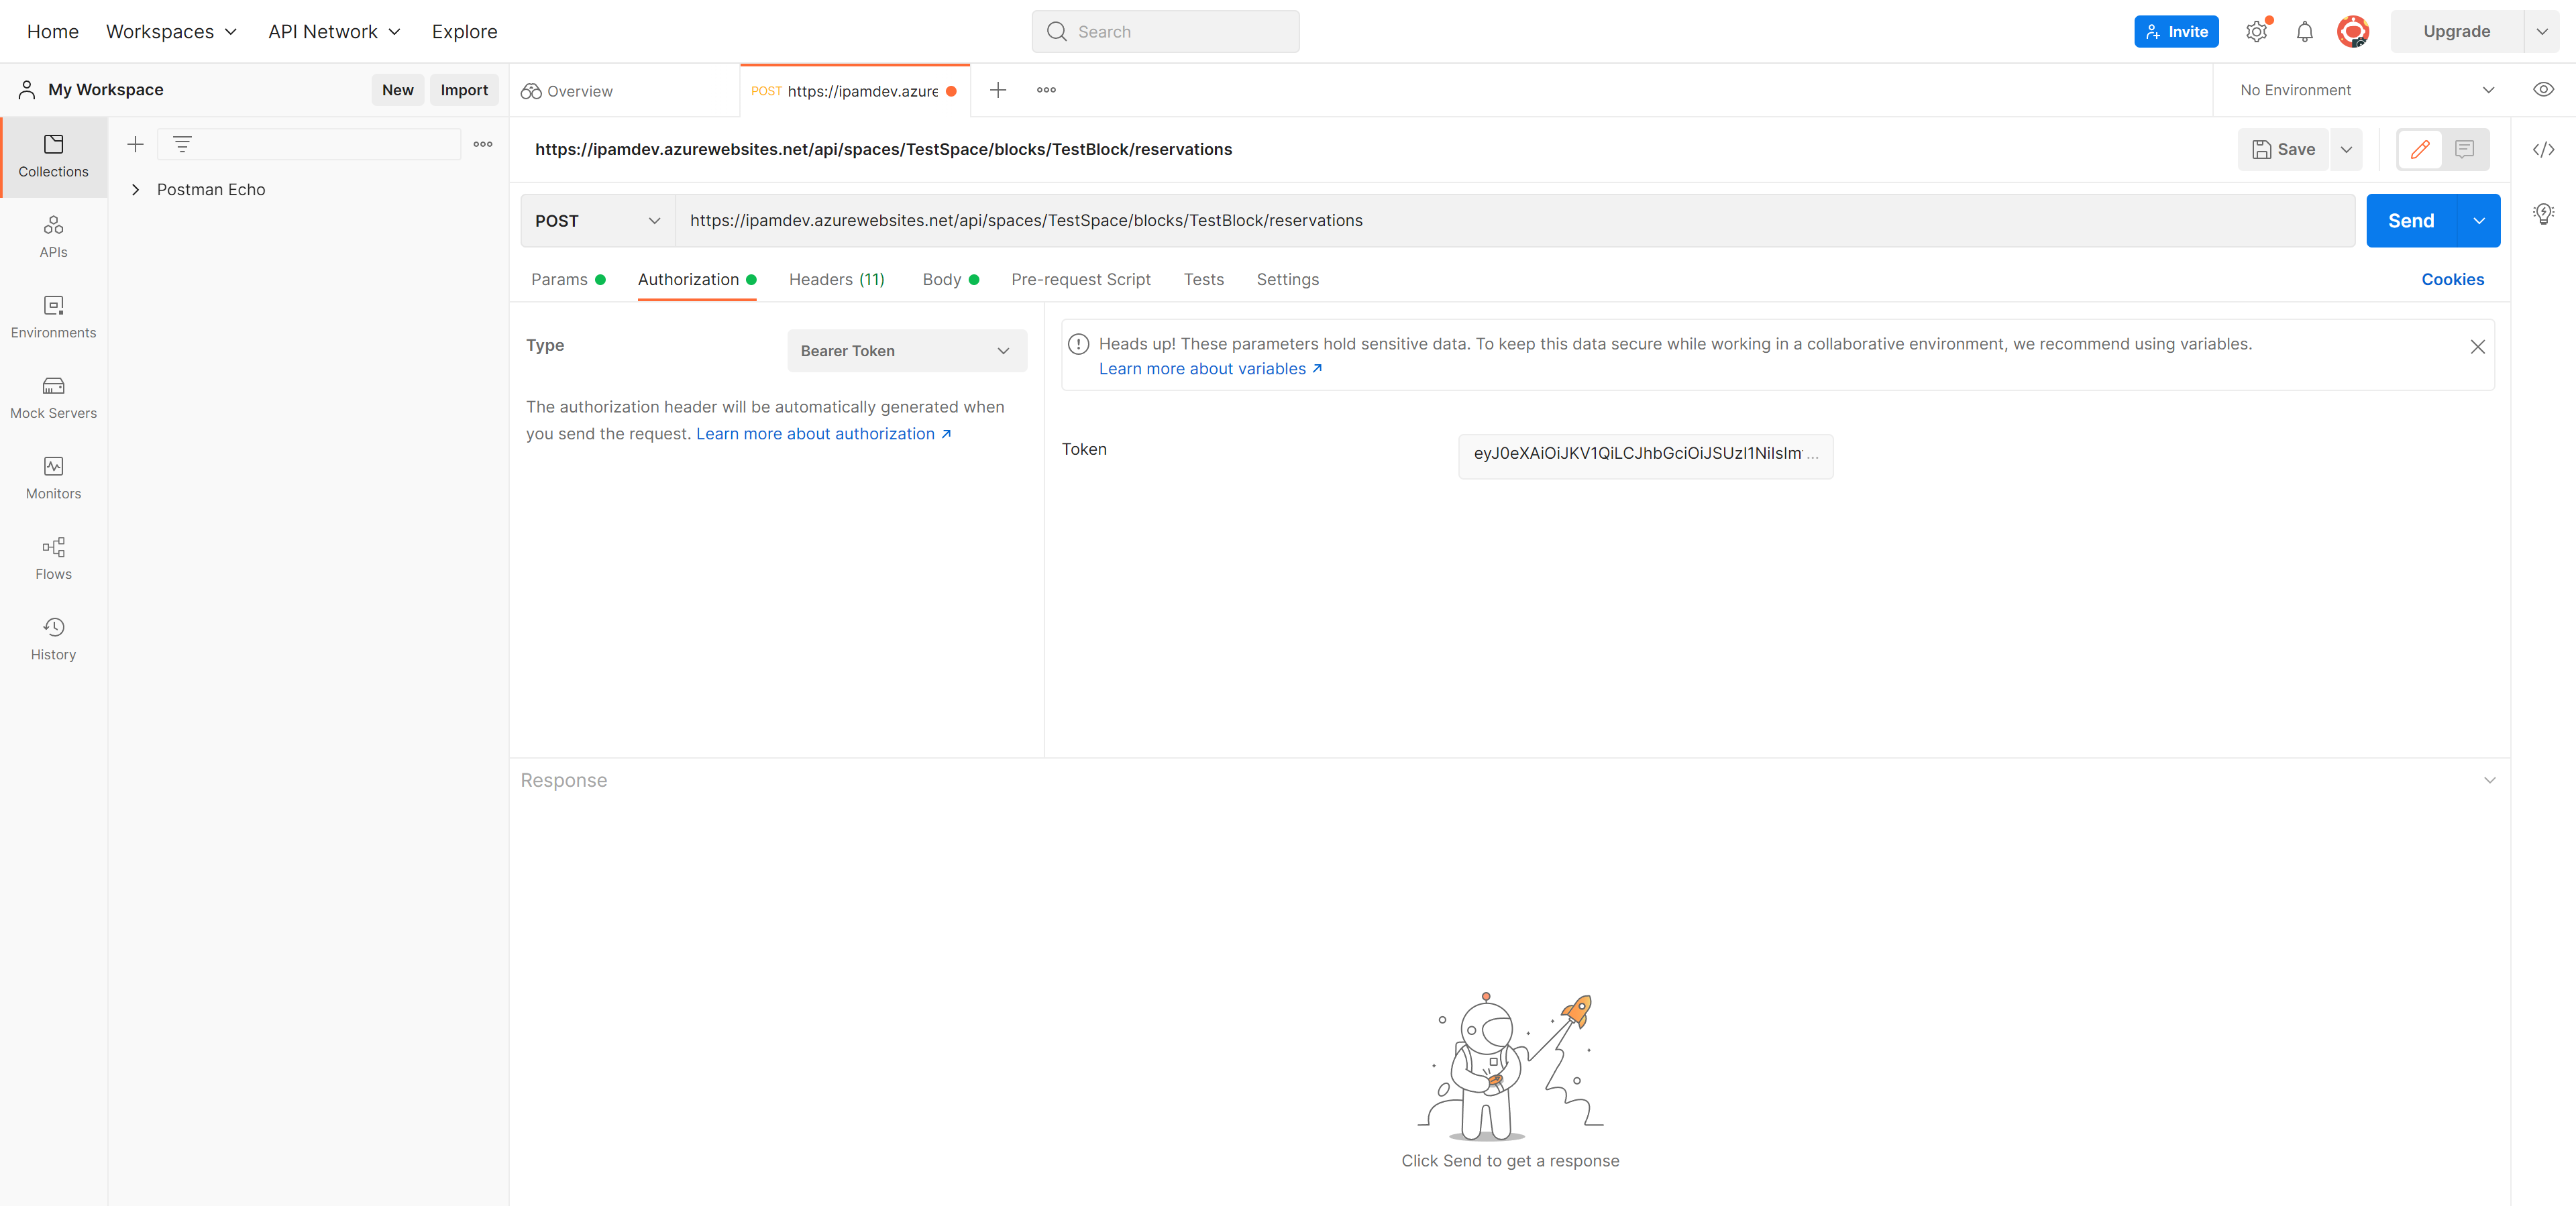 Home Workspaces API Network Explore Search Invite Upgrade
My Workspace New Import Overview POST https://ipamdev.azure No Environment
Collections
APIs
Environments
Mock Servers
Monitors
Flows
History
Postman Echo
https://ipamdev.azurewebsites.net/api/spaces/TestSpace/blocks/TestBlock/reservations Save
POST https://ipamdev.azurewebsites.net/api/spaces/TestSpace/blocks/TestBlock/reservations Send
Params Authorization Headers (11) Body Pre-request Script Tests Settings Cookies
Type Bearer Token
The authorization header will be automatically generated when
you send the request. Learn more about authorization ↗
Heads up! These parameters hold sensitive data. To keep this data secure while working in a collaborative environment, we recommend using variables.
Learn more about variables ↗
Token eyJ0eXAiOiJKV1QiLCJhbGciOiJSUzI1NiIsIm ...
Response
Click Send to get a response